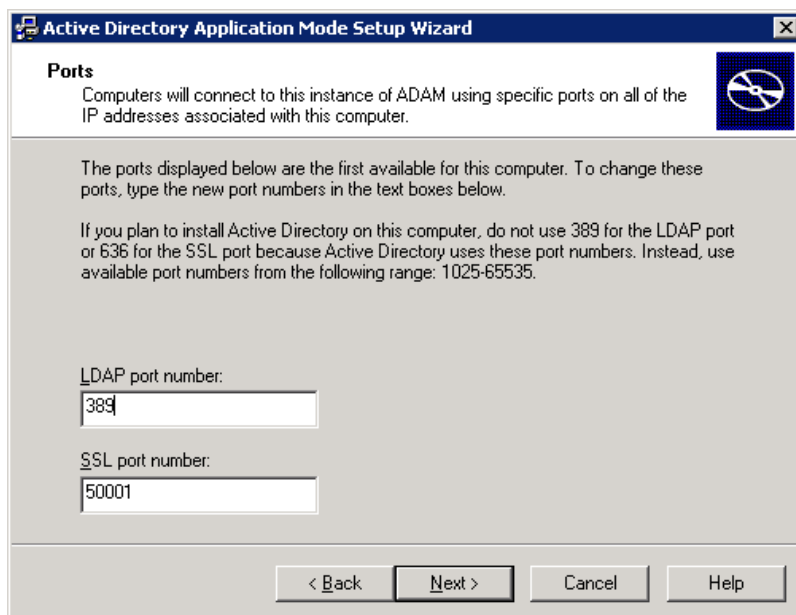 Active Directory Application Mode Setup Wizard
Ports
Computers will connect to this instance of ADAM using specific ports on all of the
IP addresses associated with this computer.
The ports displayed below are the first available for this computer. To change these
ports, type the new port numbers in the text boxes below.
If you plan to install Active Directory on this computer, do not use 389 for the LDAP port
or 636 for the SSL port because Active Directory uses these port numbers. Instead, use
available port numbers from the following range: 1025-65535.
LDAP port number:
389
SSL port number:
50001
< Back Next > Cancel Help